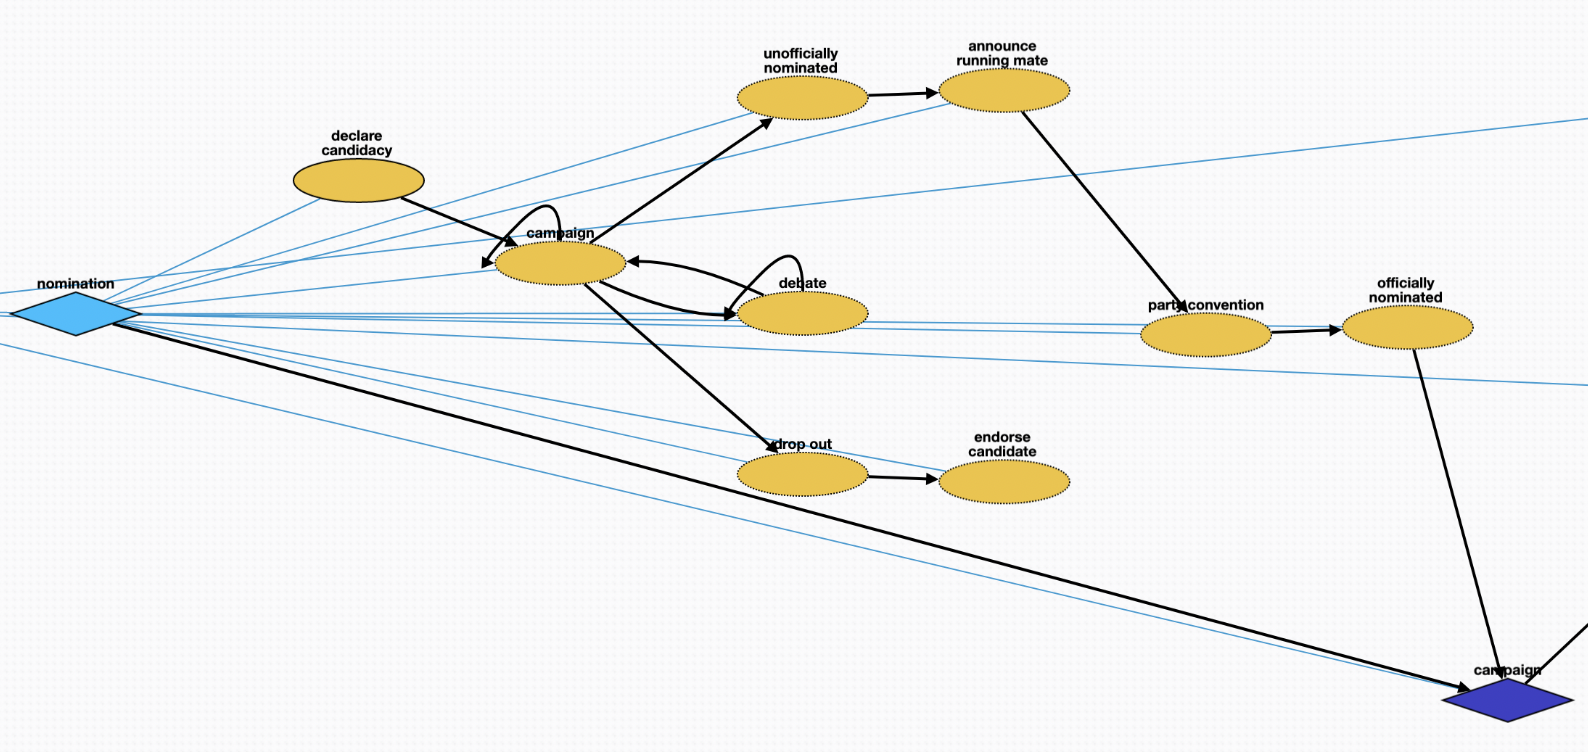 unofficially
nominated
announce
running mate
declare
candidacy
campaign
nomination
debate
officially
nominated
party convention
drop out
endorse
candidate
campaign